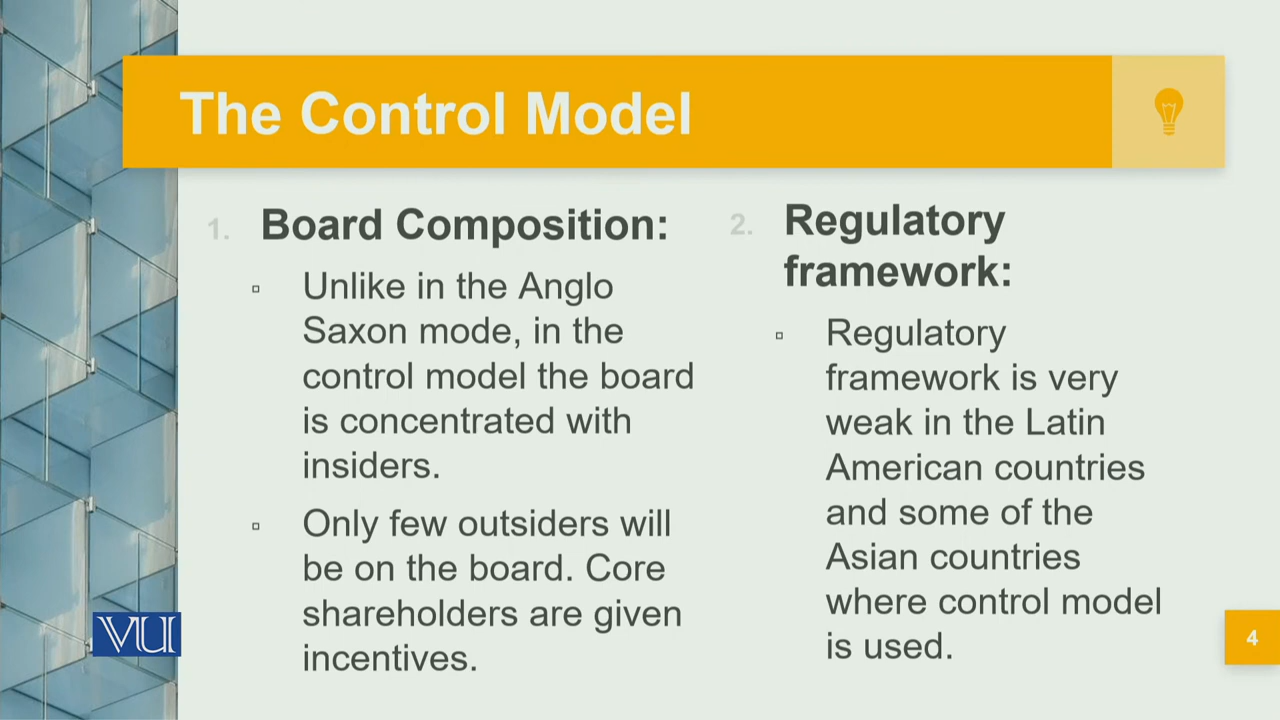 The Control Model
1. Board Composition:
▫ Unlike in the Anglo
Saxon mode, in the
control model the board
is concentrated with
insiders.
▫ Only few outsiders will
be on the board. Core
shareholders are given
incentives.
2. Regulatory
framework:
▫ Regulatory
framework is very
weak in the Latin
American countries
and some of the
Asian countries
where control model
is used.
VU
4